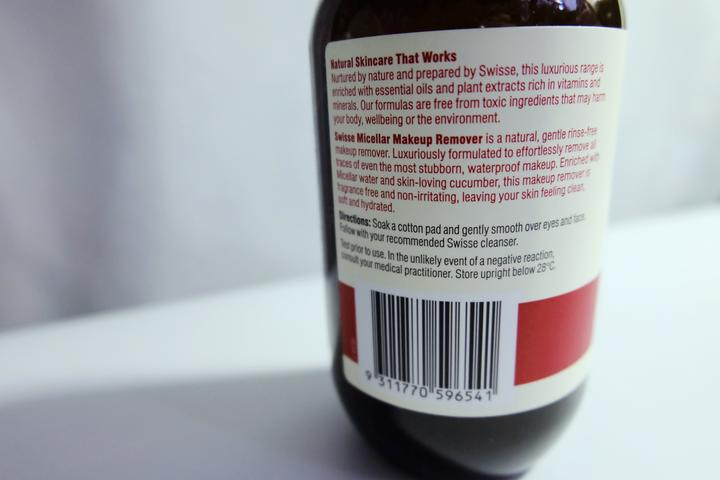 Natural Skincare That Works
Nurtured by nature and prepared by Swisse, this luxurious range is
enriched with essential oils and plant extracts rich in vitamins and
minerals. Our formulas are free from toxic ingredients that may harm
your body, wellbeing or the environment.
Swisse Micellar Makeup Remover is a natural, gentle rinse-free
makeup remover. Luxuriously formulated to effortlessly remove all
traces of even the most stubborn, waterproof makeup. Enriched with
Micellar water and skin-loving cucumber, this makeup remover is
fragrance free and non-irritating, leaving your skin feeling clean,
soft and hydrated.
Directions: Soak a cotton pad and gently smooth over eyes and face.
Follow with your recommended Swisse cleanser.
Test prior to use. In the unlikely event of a negative reaction,
consult your medical practitioner. Store upright below 28°C.
9 311770 596541